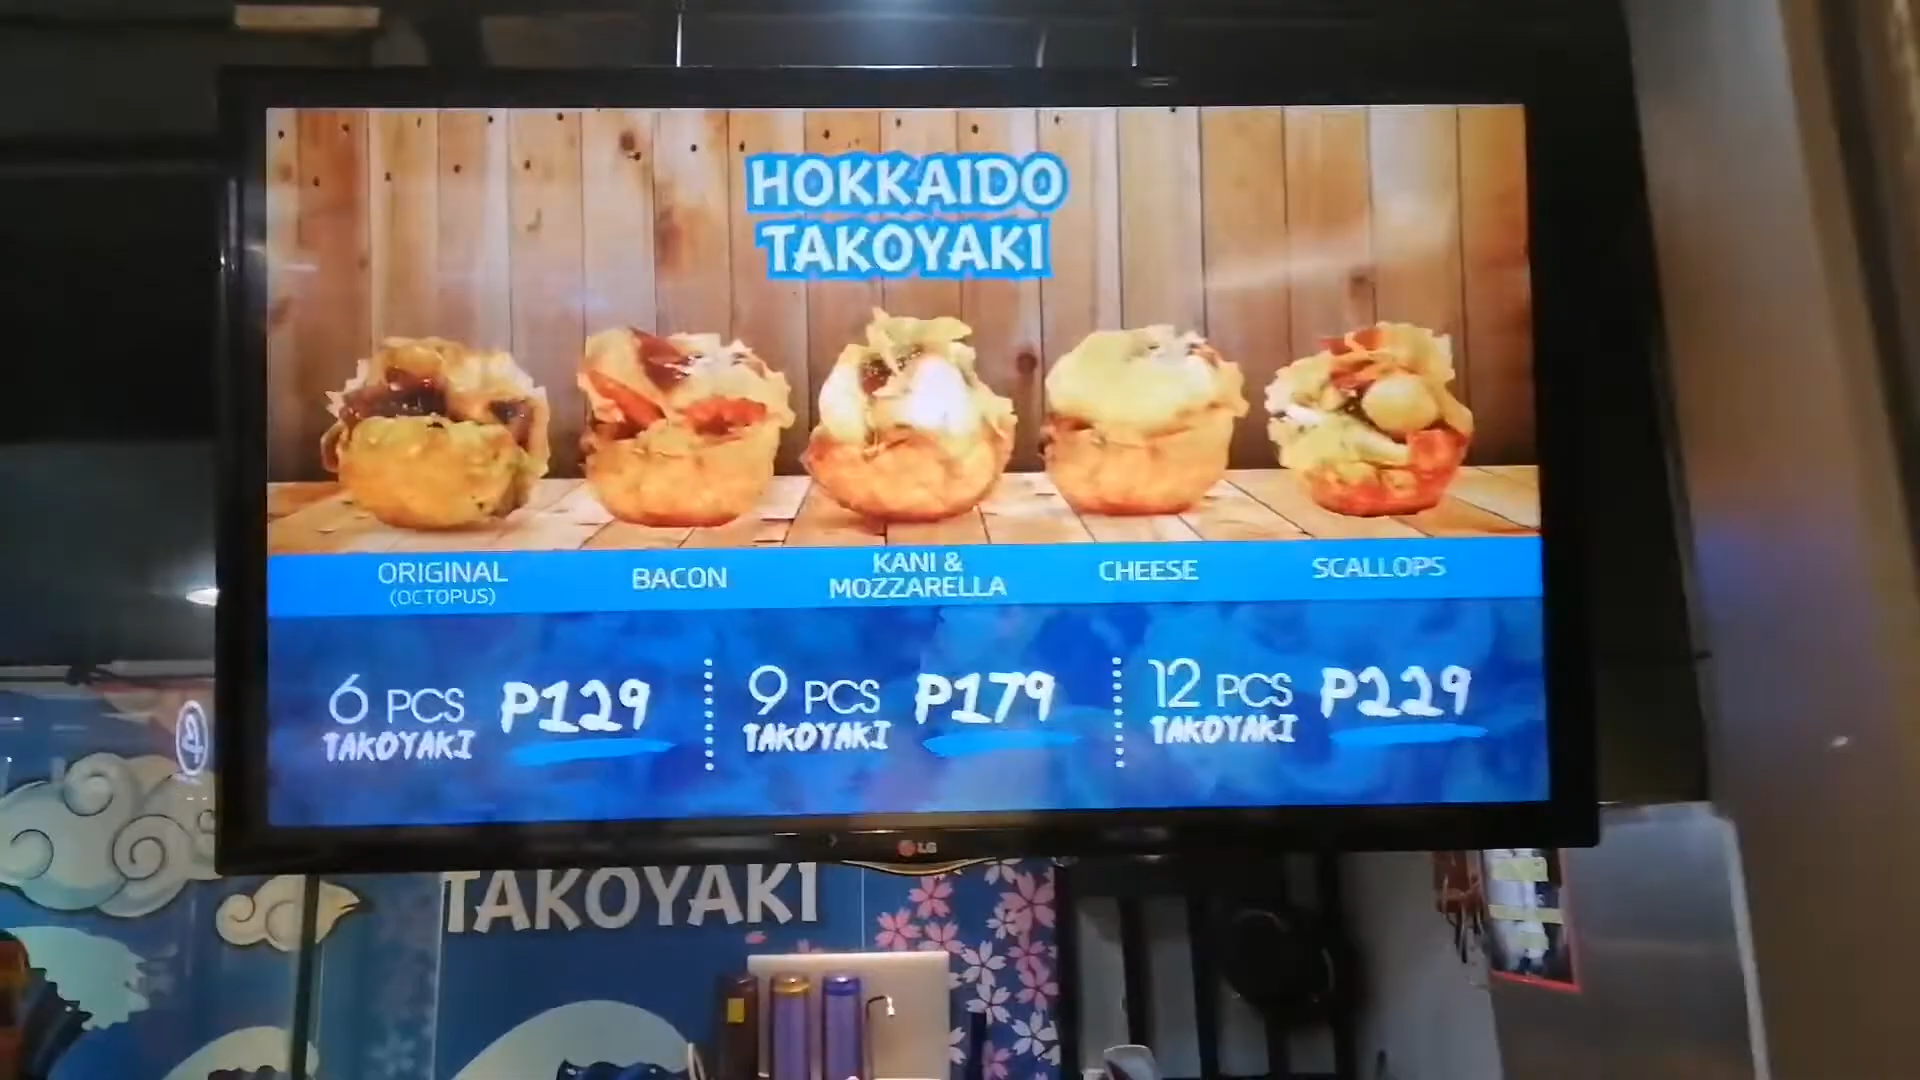 HOKKAIDO
TAKOYAKI
ORIGINAL
(OCTOPUS)
BACON
KANI &
MOZZARELLA
CHEESE
SCALLOPS
6 PCS
TAKOYAKI
P129
9 PCS
TAKOYAKI
P179
12 PCS
TAKOYAKI
P229
LG
TAKOYAKI